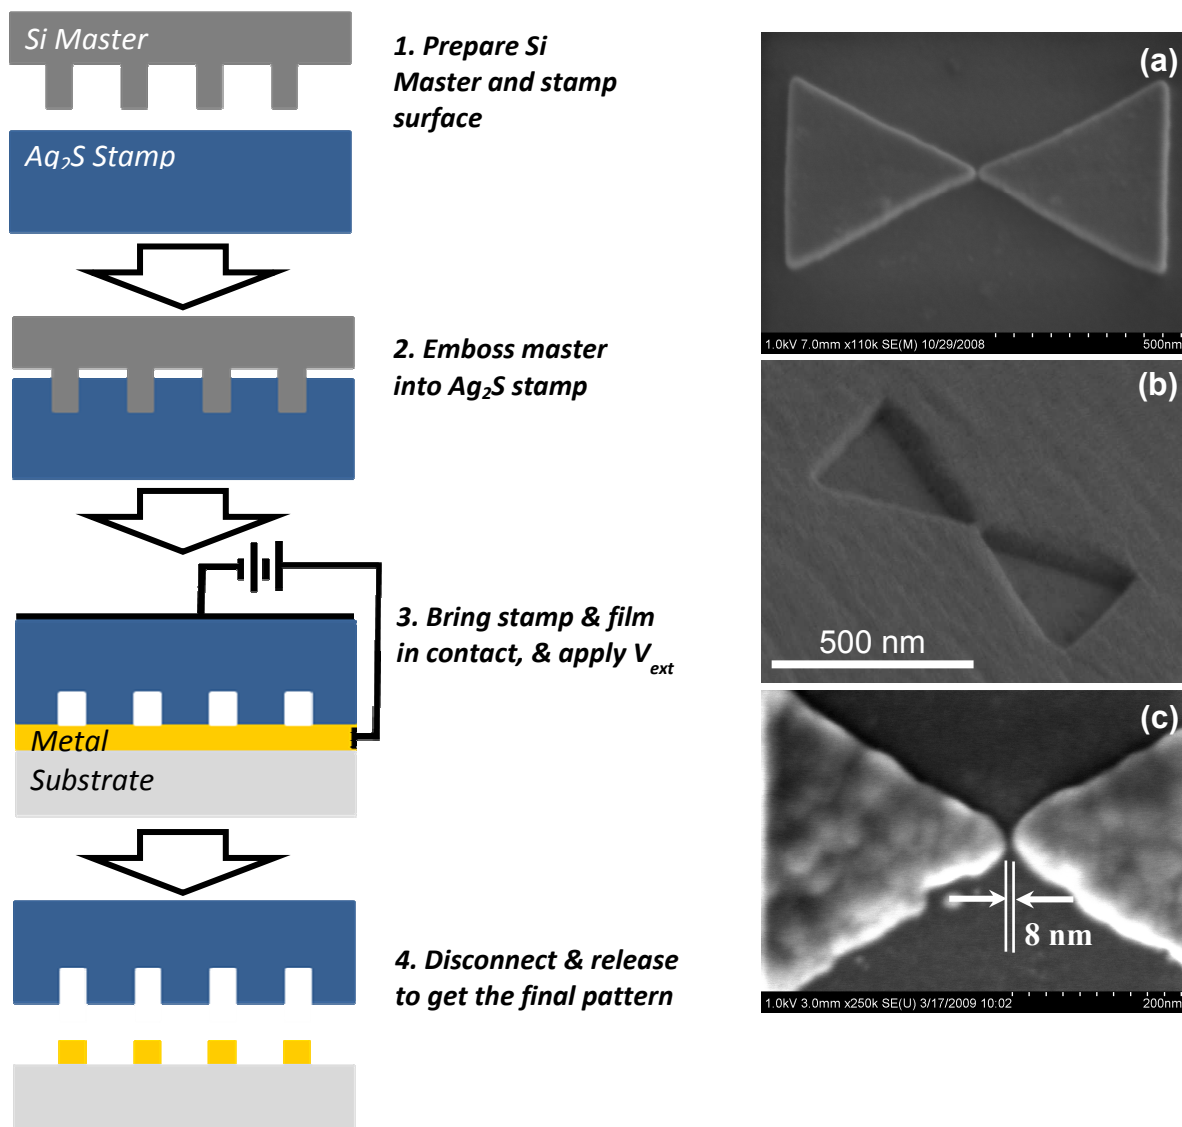 Si Master
1. Prepare Si
Master and stamp
surface
Ag₂S Stamp
2. Emboss master
into Ag₂S stamp
3. Bring stamp & film
in contact, & apply Vₑₓₜ
Metal
Substrate
4. Disconnect & release
to get the final pattern
(a)
1.0kV 7.0mm x110k SE(M) 10/29/2008
500nm
(b)
500 nm
(c)
8 nm
1.0kV 3.0mm x250k SE(U) 3/17/2009 10:02
200nm